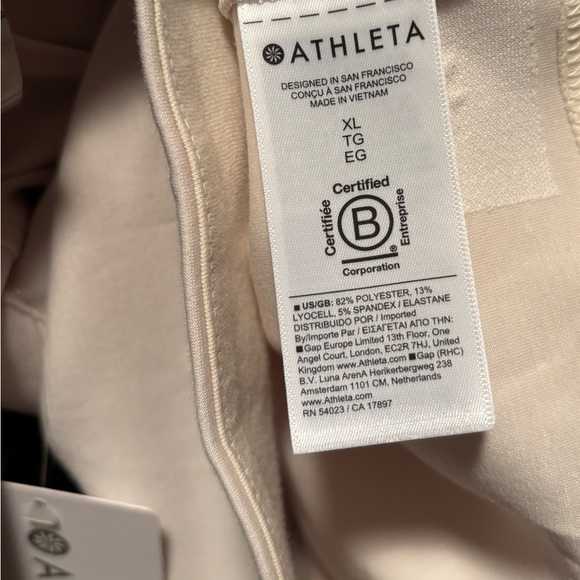 ATHLETA
DESIGNED IN SAN FRANCISCO
CONÇU À SAN FRANCISCO
MADE IN VIETNAM
XL
TG
EG
Certified
Certifiée
B
Entreprise
®
Corporation
■ US/GB: 82% POLYESTER, 13%
LYOCELL, 5% SPANDEX / ELASTANE
DISTRIBUIDO POR / Imported
By/Importe Par / ΕΙΣΑΓΕΤΑΙ ΑΠΟ ΤΗΝ:
■Gap Europe Limited 13th Floor, One
Angel Court, London, EC2R 7HJ, United
Kingdom www.Athleta.com ■Gap (RHC)
B.V. Luna ArenA Herikerbergweg 238
Amsterdam 1101 CM, Netherlands
www.Athleta.com
RN 54023 / CA 17897
A